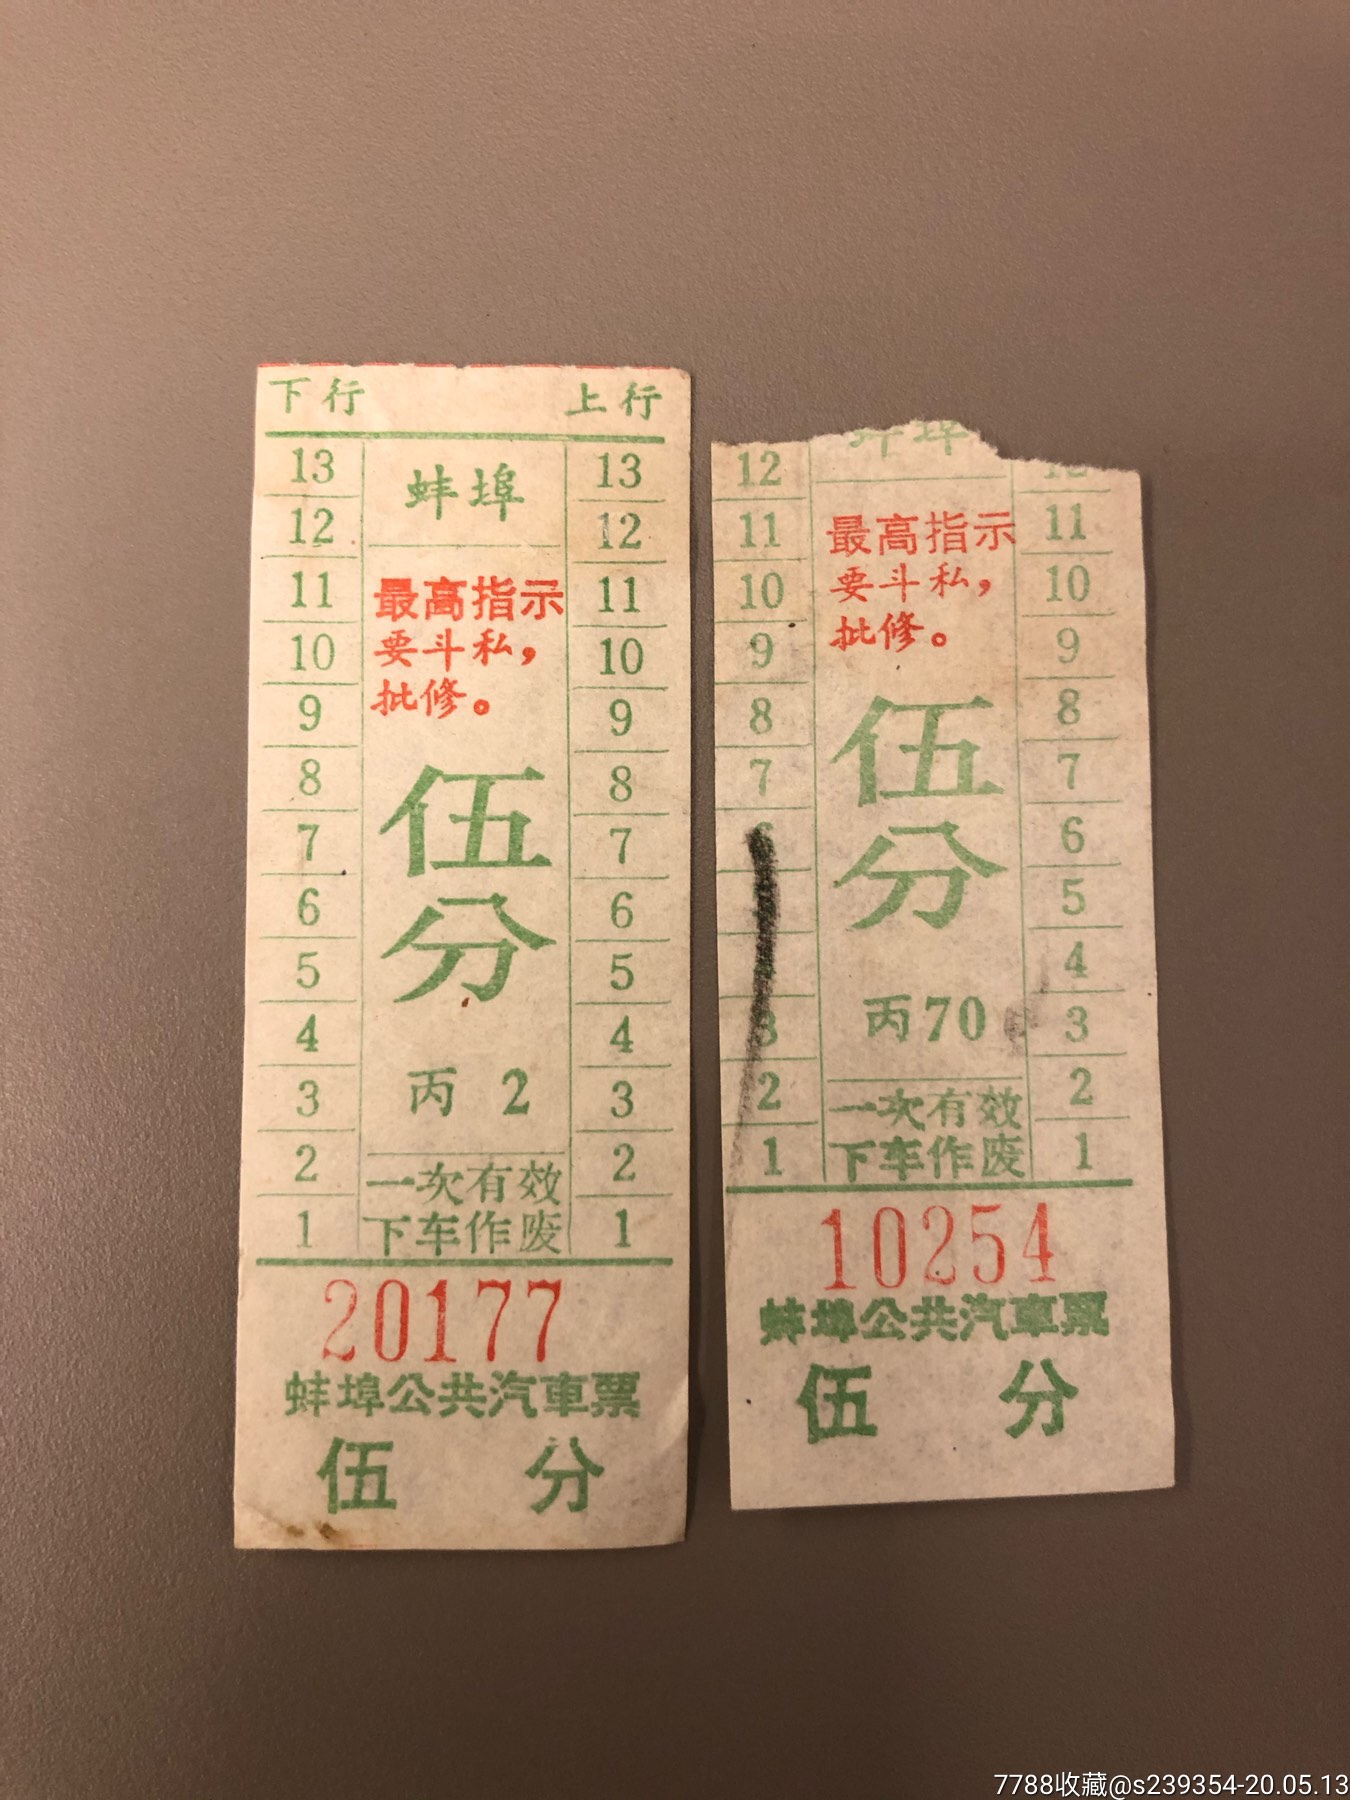 下行 上行
13 蚌埠 13
12 12
11 最高指示 11
10 要斗私， 10
9 批修。 9
8 8
7 伍 7
6 分 6
5 5
4 4
3 丙 2 3
2 一次有效 2
1 下车作废 1
20177
蚌埠公共汽車票
伍 分
蚌埠
12 12
11 最高指示 11
10 要斗私， 10
9 批修。 9
8 8
7 伍 7
6 分 6
5
4
3 丙70 3
2 一次有效 2
1 下车作废 1
10254
蚌埠公共汽車票
伍 分
7788收藏@s239354-20.05.13